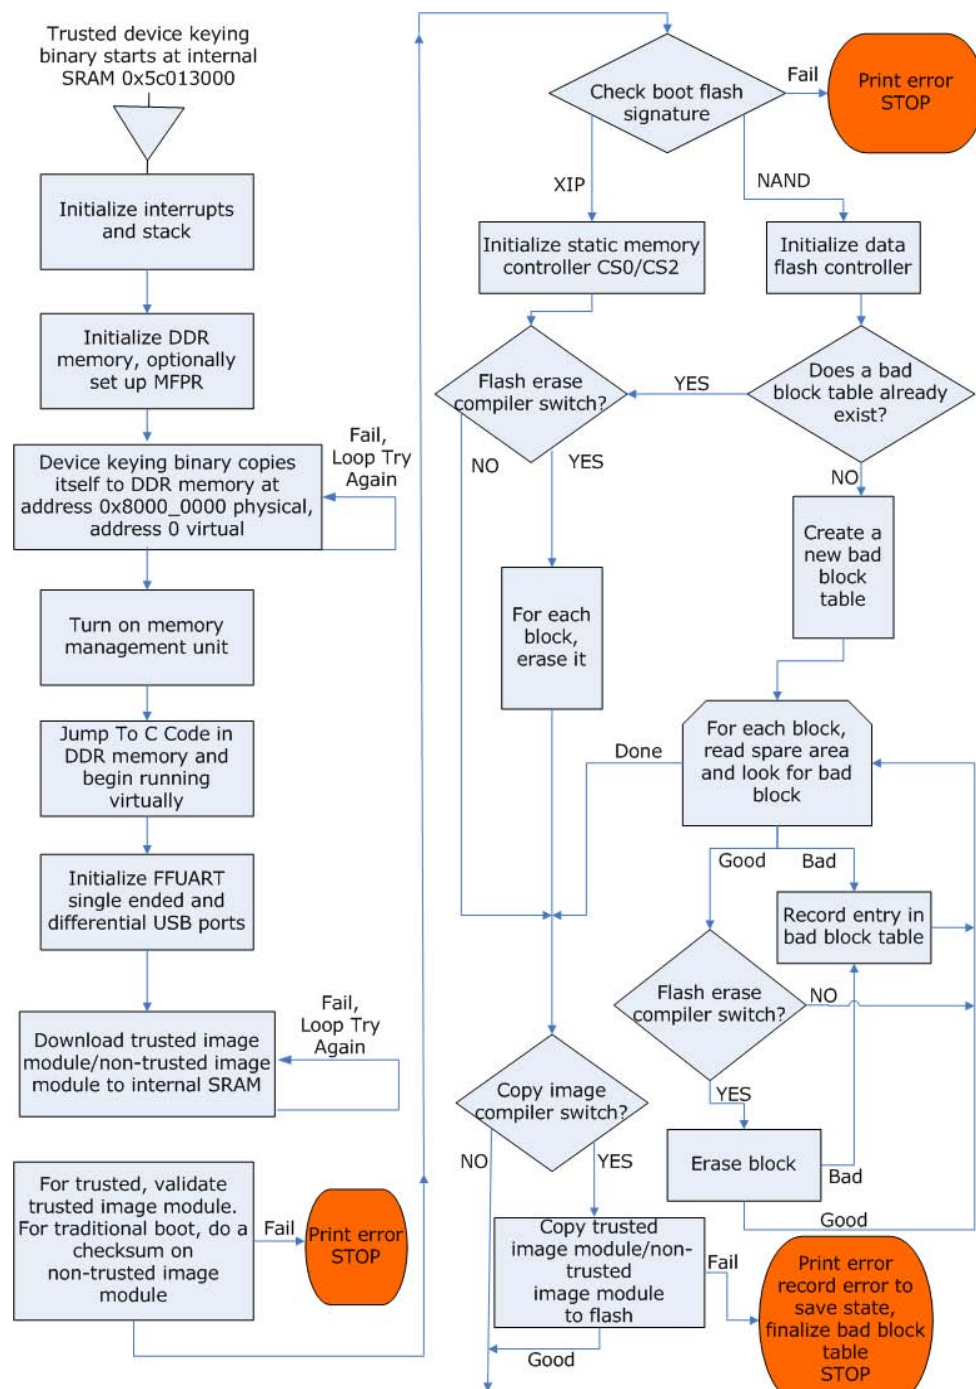 Trusted device keying
binary starts at internal
SRAM 0x5c013000
Initialize interrupts
and stack
Initialize DDR
memory, optionally
set up MFPR
Fail,
Loop Try
Again
Device keying binary copies
itself to DDR memory at
address 0x8000_0000 physical,
address 0 virtual
Turn on memory
management unit
Jump To C Code in
DDR memory and
begin running
virtually
Initialize FFUART
single ended and
differential USB ports
Fail,
Loop Try
Again
Download trusted image
module/non-trusted image
module to internal SRAM
For trusted, validate
trusted image module.
For traditional boot, do a
checksum on
non-trusted image
module
Fail
Print error
STOP
Check boot flash
signature
Fail
Print error
STOP
XIP
NAND
Initialize static memory
controller CS0/CS2
Initialize data
flash controller
Flash erase
compiler switch?
YES
Does a bad
block table already
exist?
NO
YES
NO
Create a
new bad
block
table
For each
block,
erase it
Done
For each block,
read spare area
and look for bad
block
Good
Bad
Record entry in
bad block table
Flash erase
compiler switch?
NO
YES
Erase block
Bad
Good
Copy image
compiler switch?
NO
YES
Copy trusted
image module/non-
trusted
image module
to flash
Fail
Good
Print error
record error to
save state,
finalize bad block
table
STOP